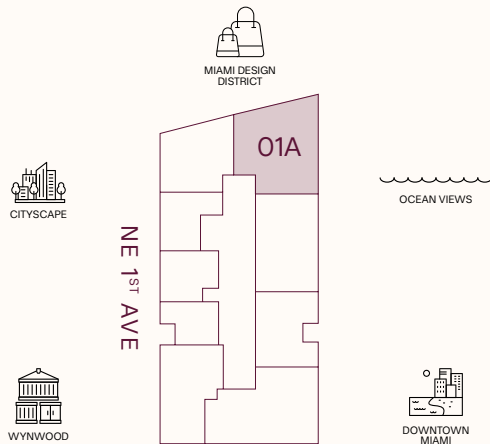 MIAMI DESIGN
DISTRICT
01A
CITYSCAPE
OCEAN VIEWS
NE 1ST AVE
WYNWOOD
DOWNTOWN
MIAMI